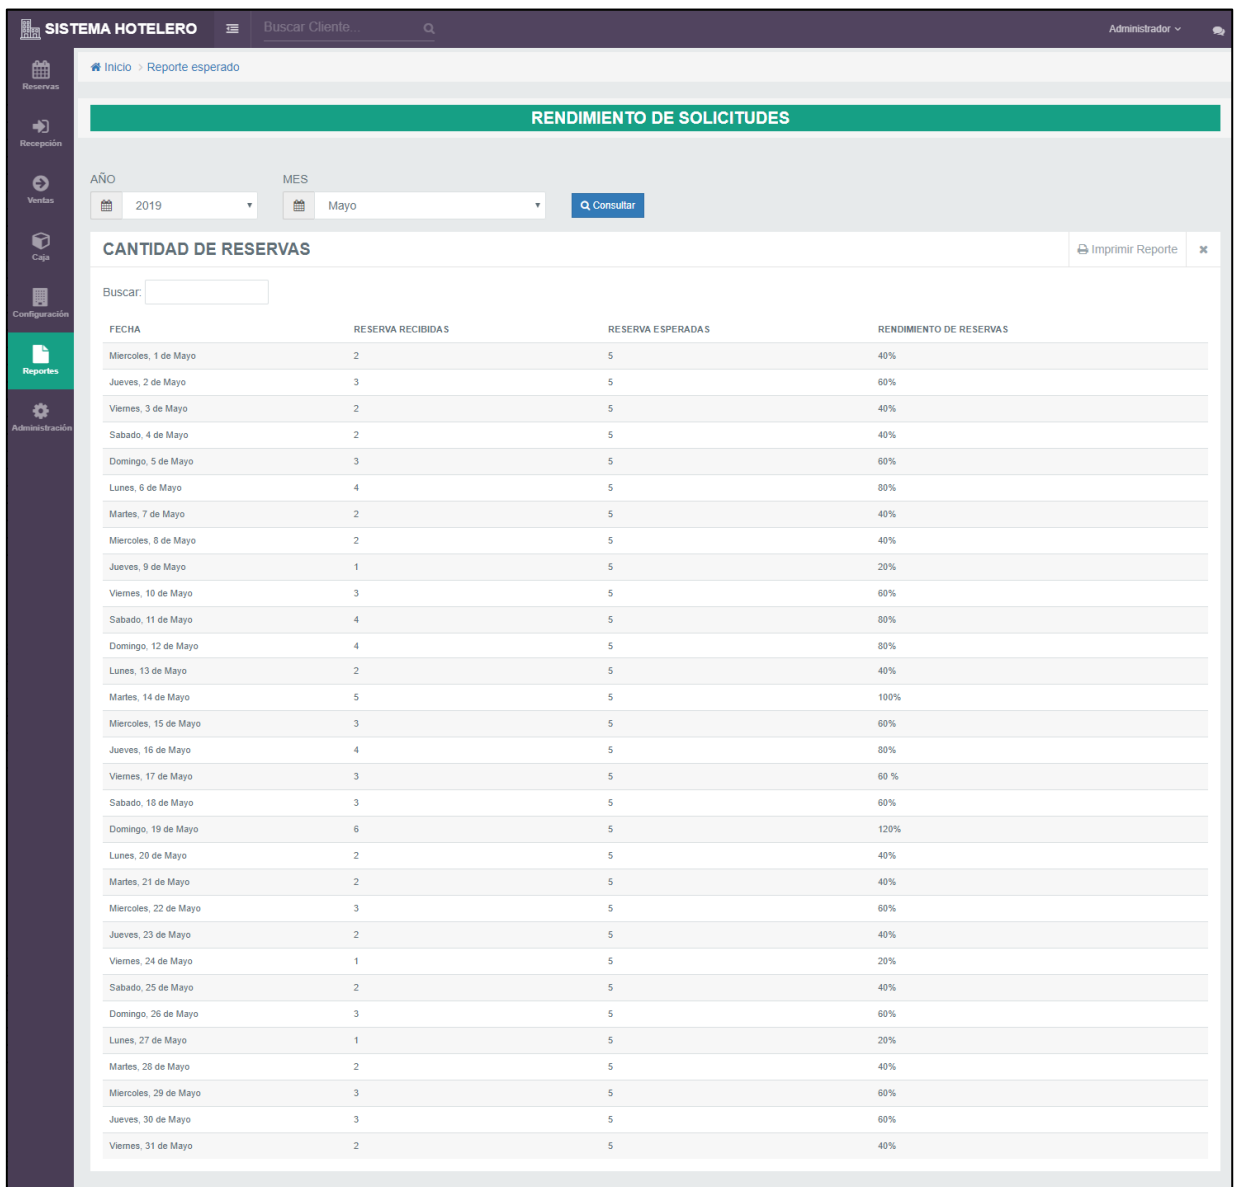 SISTEMA HOTELERO Buscar Cliente... Administrador
Inicio > Reporte esperado
Reservas
Recepción
Ventas
Caja
Configuración
Reportes
Administración
RENDIMIENTO DE SOLICITUDES
AÑO MES
2019 Mayo Consultar
CANTIDAD DE RESERVAS Imprimir Reporte
Buscar:
FECHA RESERVA RECIBIDAS RESERVA ESPERADAS RENDIMIENTO DE RESERVAS
Miercoles, 1 de Mayo 2 5 40%
Jueves, 2 de Mayo 3 5 60%
Viernes, 3 de Mayo 2 5 40%
Sabado, 4 de Mayo 2 5 40%
Domingo, 5 de Mayo 3 5 60%
Lunes, 6 de Mayo 4 5 80%
Martes, 7 de Mayo 2 5 40%
Miercoles, 8 de Mayo 2 5 40%
Jueves, 9 de Mayo 1 5 20%
Viernes, 10 de Mayo 3 5 60%
Sabado, 11 de Mayo 4 5 80%
Domingo, 12 de Mayo 4 5 80%
Lunes, 13 de Mayo 2 5 40%
Martes, 14 de Mayo 5 5 100%
Miercoles, 15 de Mayo 3 5 60%
Jueves, 16 de Mayo 4 5 80%
Viernes, 17 de Mayo 3 5 60 %
Sabado, 18 de Mayo 3 5 60%
Domingo, 19 de Mayo 6 5 120%
Lunes, 20 de Mayo 2 5 40%
Martes, 21 de Mayo 2 5 40%
Miercoles, 22 de Mayo 3 5 60%
Jueves, 23 de Mayo 2 5 40%
Viernes, 24 de Mayo 1 5 20%
Sabado, 25 de Mayo 2 5 40%
Domingo, 26 de Mayo 3 5 60%
Lunes, 27 de Mayo 1 5 20%
Martes, 28 de Mayo 2 5 40%
Miercoles, 29 de Mayo 3 5 60%
Jueves, 30 de Mayo 3 5 60%
Viernes, 31 de Mayo 2 5 40%